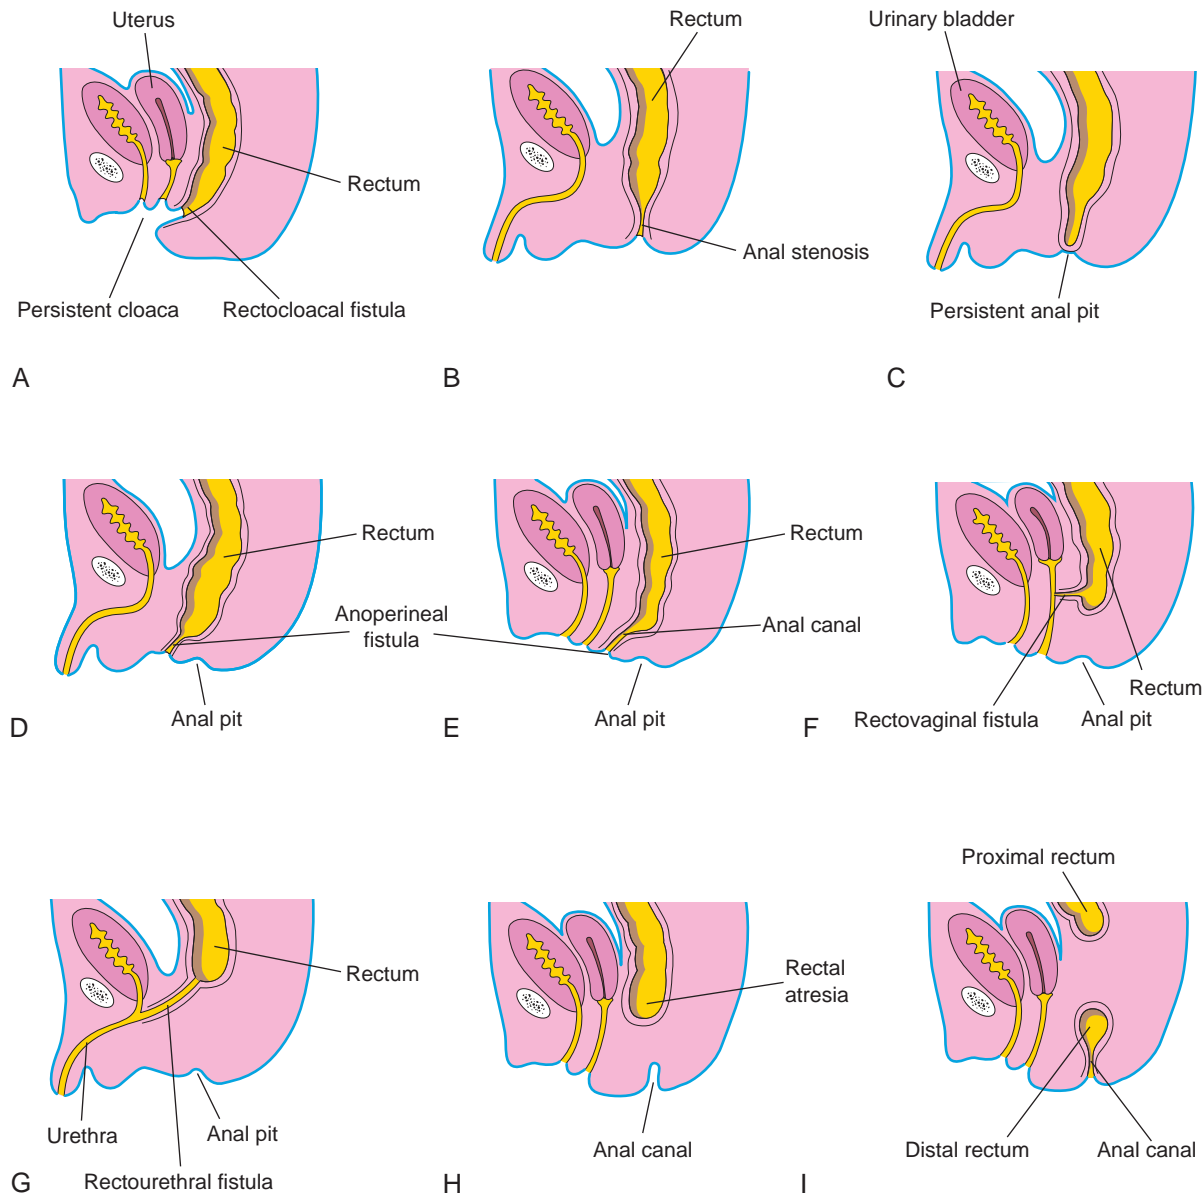 Uterus
Rectum
Urinary bladder
Rectum
Anal stenosis
Persistent cloaca
Rectocloacal fistula
Persistent anal pit
A
B
C
Rectum
Anoperineal
fistula
Rectum
Anal canal
Rectum
Anal pit
Anal pit
Rectovaginal fistula
Anal pit
D
E
F
Proximal rectum
Rectum
Rectal
atresia
Urethra
Anal pit
Rectourethral fistula
Anal canal
Distal rectum
Anal canal
G
H
I